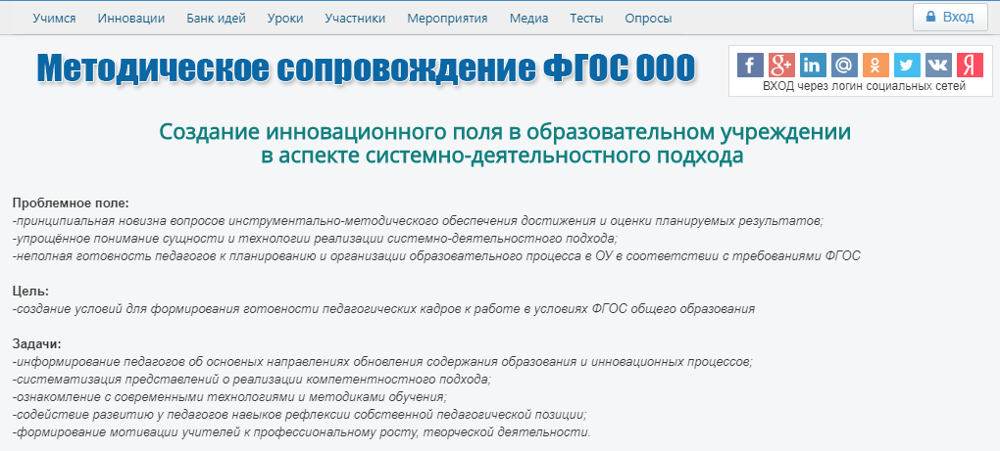 Учимся Инновации Банк идей Уроки Участники Мероприятия Медиа Тесты Опросы Вход
Методическое сопровождение ФГОС ООО
ВХОД через логин социальных сетей
Создание инновационного поля в образовательном учреждении
в аспекте системно-деятельностного подхода
Проблемное поле:
-принципиальная новизна вопросов инструментально-методического обеспечения достижения и оценки планируемых результатов;
-упрощённое понимание сущности и технологии реализации системно-деятельностного подхода;
-неполная готовность педагогов к планированию и организации образовательного процесса в ОУ в соответствии с требованиями ФГОС
Цель:
-создание условий для формирования готовности педагогических кадров к работе в условиях ФГОС общего образования
Задачи:
-информирование педагогов об основных направлениях обновления содержания образования и инновационных процессов;
-систематизация представлений о реализации компетентностного подхода;
-ознакомление с современными технологиями и методиками обучения;
-содействие развитию у педагогов навыков рефлексии собственной педагогической позиции;
-формирование мотивации учителей к профессиональному росту, творческой деятельности.